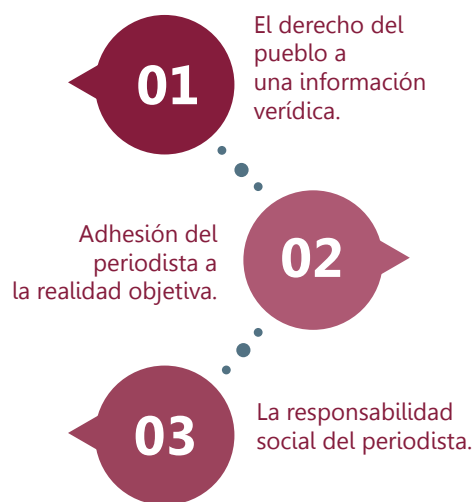 01
El derecho del
pueblo a
una información
verídica.
Adhesión del
periodista a
la realidad objetiva.
02
03
La responsabilidad
social del periodista.